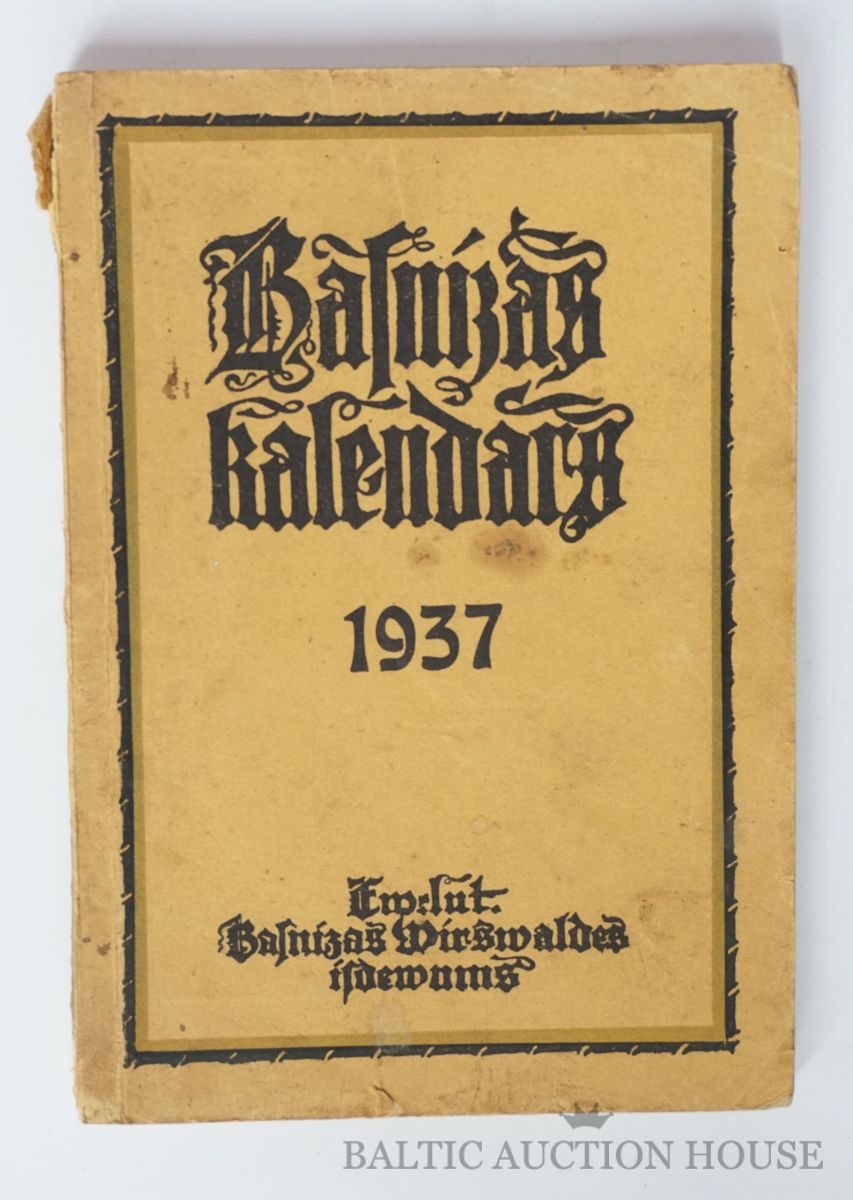 Baſnizas
kalendars
1937
Ew.=lut.
Baſnizas Wirswaldes
iſdewums
BALTIC AUCTION HOUSE